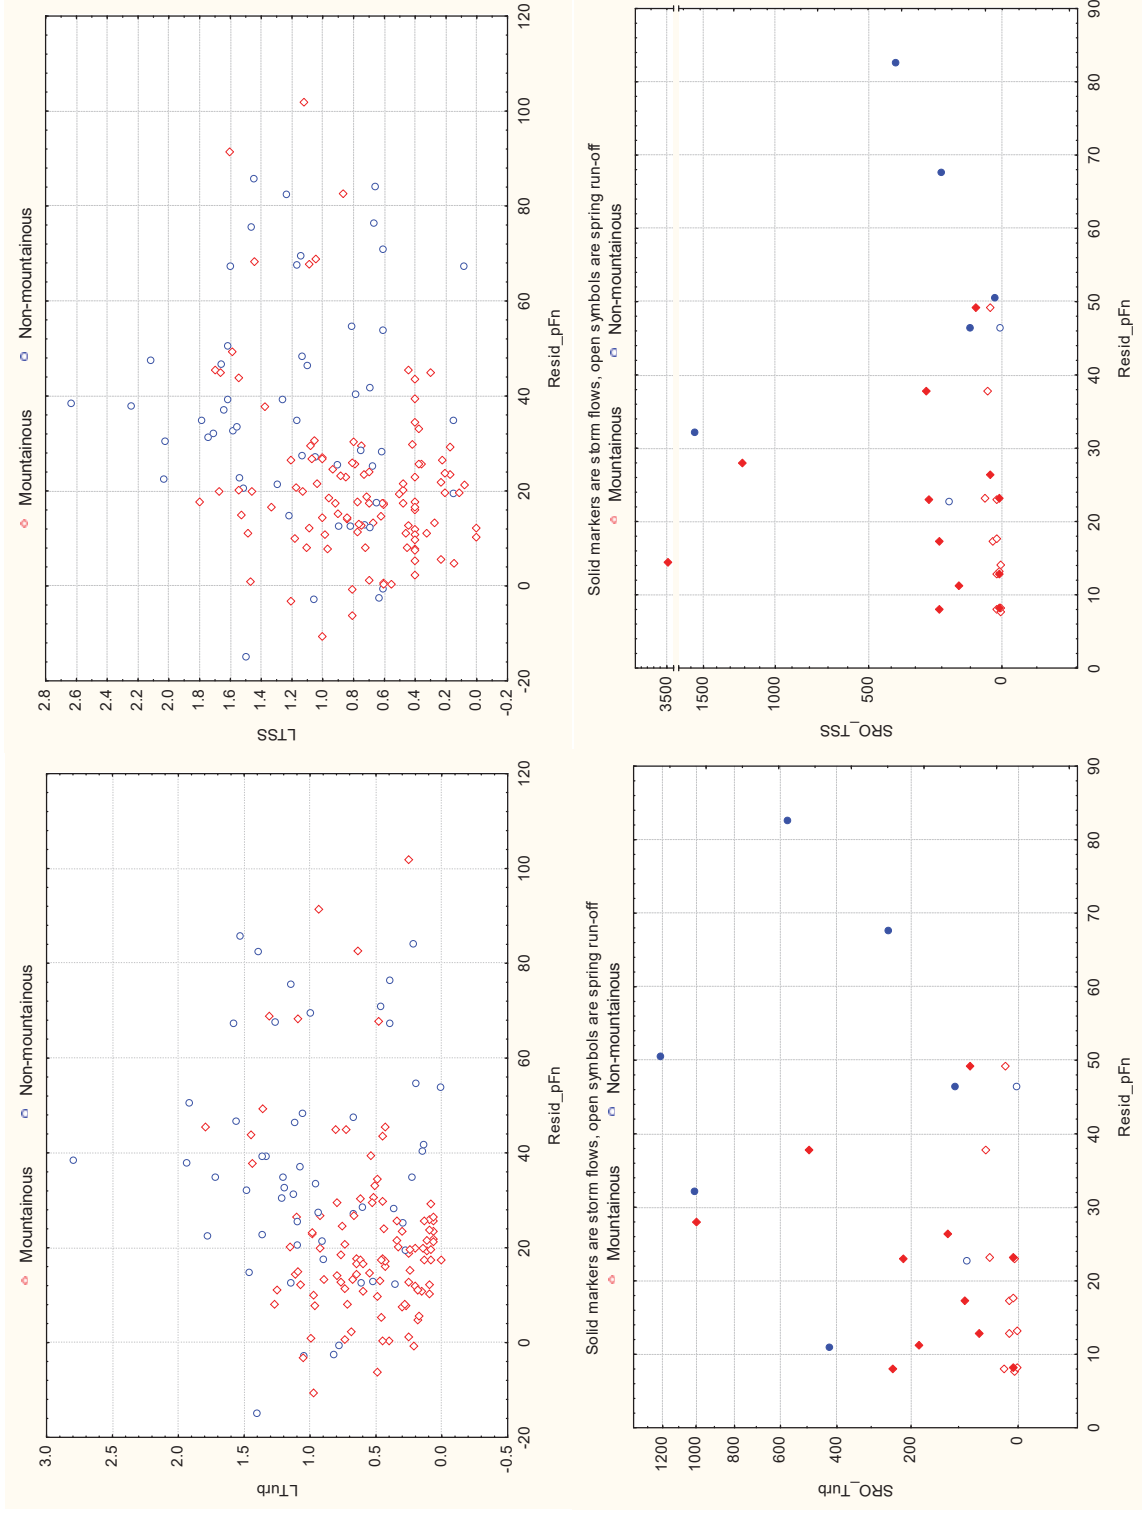 Mountainous Non-mountainous
3.0
2.5
2.0
1.5
1.0
0.5
0.0
-0.5
LTurb
-20 0 20 40 60 80 100 120
Resid_pFn
Mountainous Non-mountainous
2.8
2.6
2.4
2.2
2.0
1.8
1.6
1.4
1.2
1.0
0.8
0.6
0.4
0.2
0.0
-0.2
LTSS
-20 0 20 40 60 80 100 120
Resid_pFn
Solid markers are storm flows, open symbols are spring run-off
Mountainous Non-mountainous
1200
1000
800
600
400
200
0
SRO_Turb
0 10 20 30 40 50 60 70 80 90
Resid_pFn
Solid markers are storm flows, open symbols are spring run-off
Mountainous Non-mountainous
3500
1500
1000
500
0
SRO_TSS
0 10 20 30 40 50 60 70 80 90
Resid_pFn